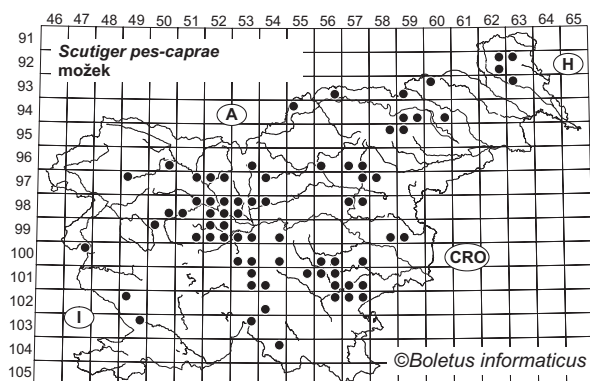 46 47 48 49 50 51 52 53 54 55 56 57 58 59 60 61 62 63 64 65
91
Scutiger pes-caprae
možek
92
H
93
A
94
95
96
97
98
99
100
CRO
101
102
I
103
104
©Boletus informaticus
105